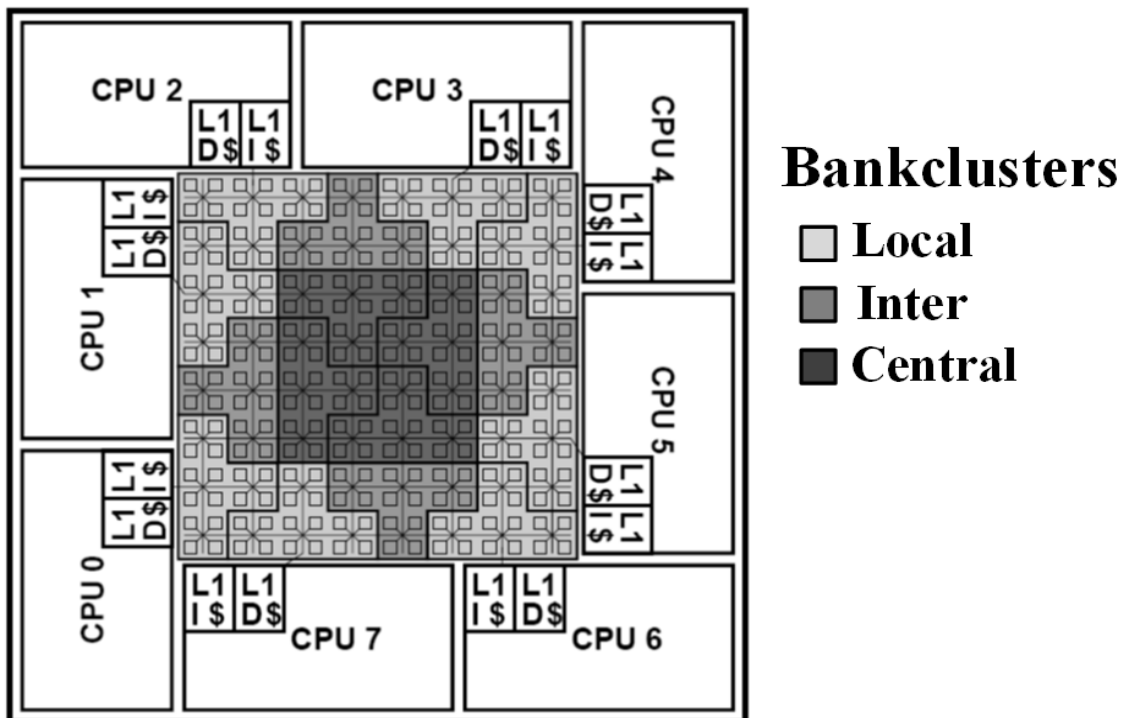 CPU 2
L1 L1
D$ I $
CPU 3
L1 L1
D$ I $
CPU 4
L1
D$
L1
I $
L1
I $
L1
D$
CPU 1
CPU 5
L1
D$
L1
I $
L1
I $
L1
D$
CPU 0
L1 L1
I $ D$
CPU 7
L1 L1
I $ D$
CPU 6
Bankclusters
Local
Inter
Central